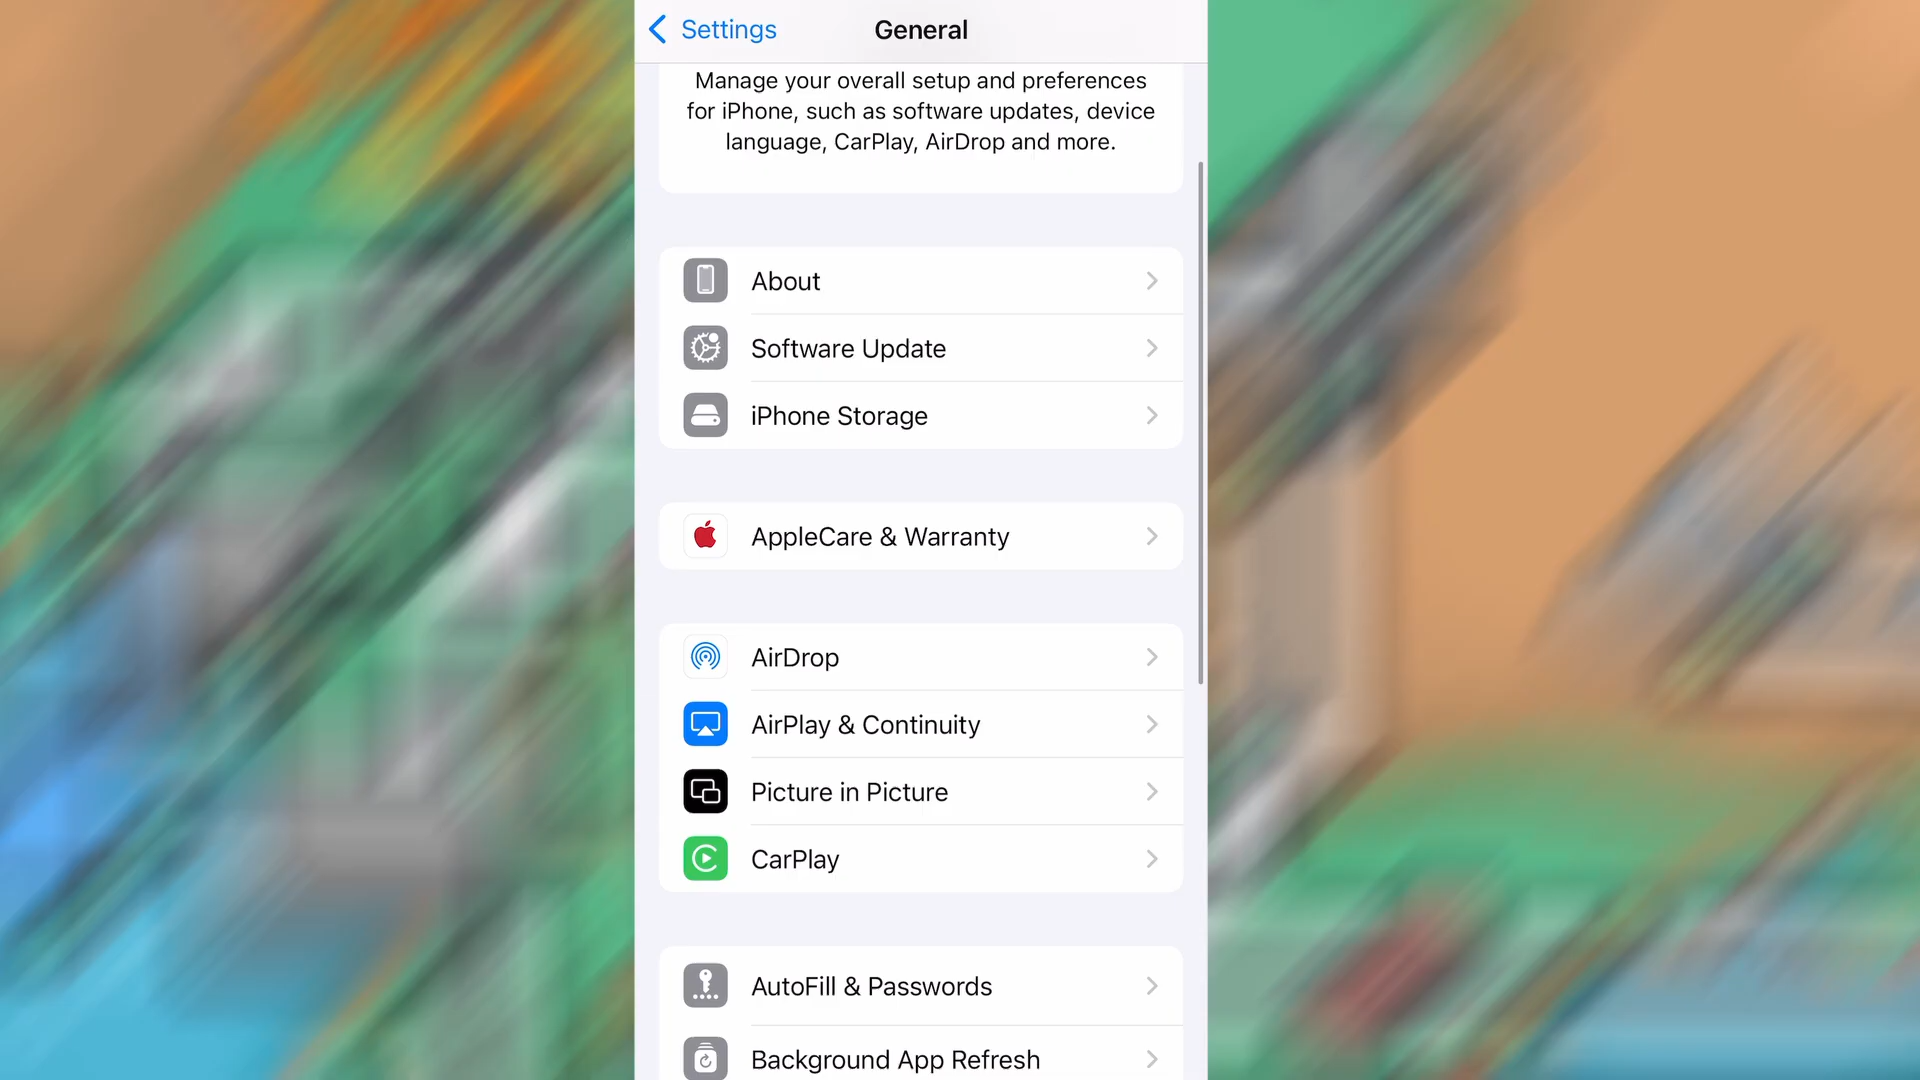 Settings
General
Manage your overall setup and preferences
for iPhone, such as software updates, device
language, CarPlay, AirDrop and more.
About
Software Update
iPhone Storage
AppleCare & Warranty
AirDrop
AirPlay & Continuity
Picture in Picture
CarPlay
AutoFill & Passwords
Background App Refresh